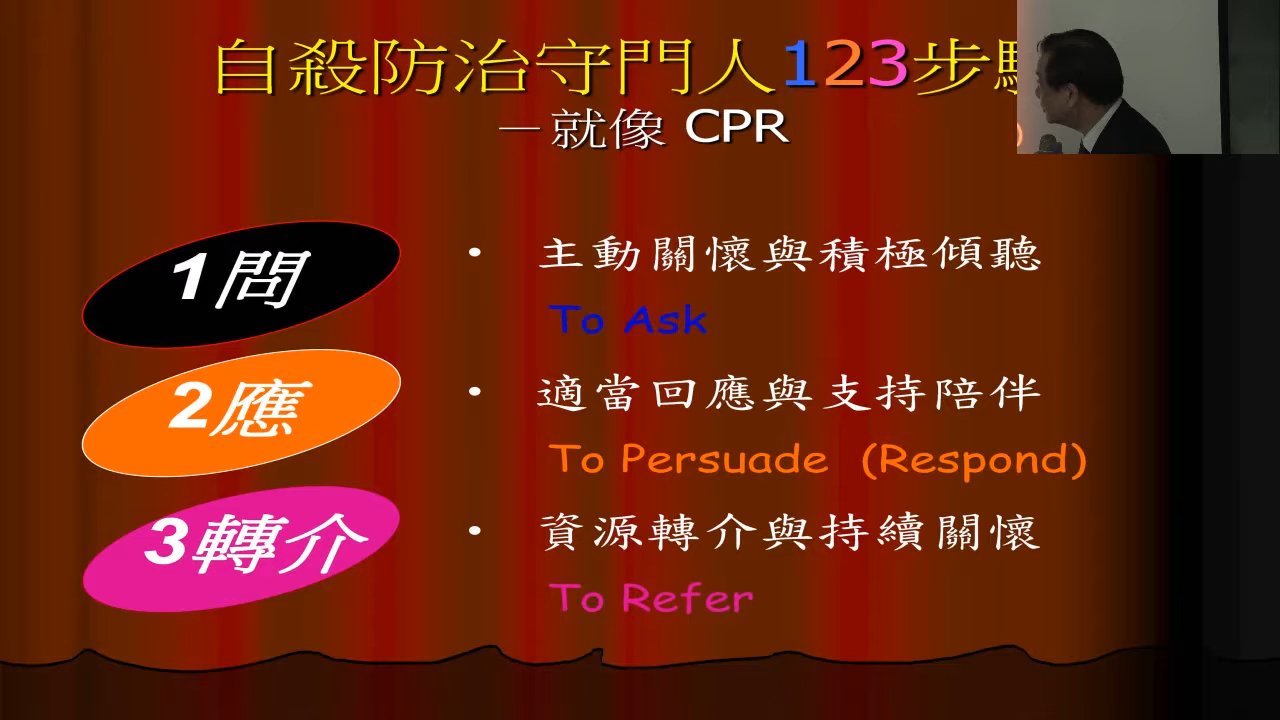 自殺防治守門人123步
－就像 CPR
1問
• 主動關懷與積極傾聽
To Ask
2應
• 適當回應與支持陪伴
To Persuade (Respond)
3轉介
• 資源轉介與持續關懷
To Refer